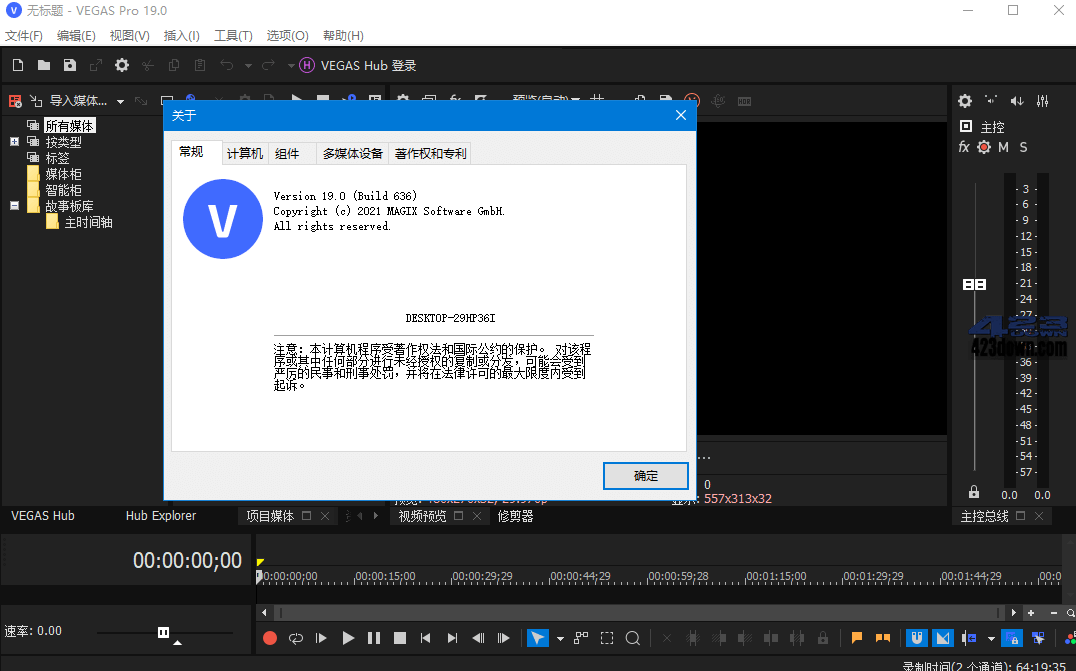 无标题 - VEGAS Pro 19.0
文件(F) 编辑(E) 视图(V) 插入(I) 工具(T) 选项(O) 帮助(H)
VEGAS Hub 登录
导入媒体...
所有媒体
按类型
标签
媒体柜
智能柜
故事板库
主时间轴
关于
常规 计算机 组件 多媒体设备 著作权和专利
V
Version 19.0 (Build 636)
Copyright (c) 2021 MAGIX Software GmbH.
All rights reserved.
DESKTOP-29HP36I
注意：本计算机程序受著作权法和国际公约的保护。 对该程
序或其中任何部分进行未经授权的复制或分发，可能会受到
严厉的民事和刑事处罚，并将在法律许可的最大限度内受到
起诉。
确定
主控
fx M S
-3-
-6-
-9-
-12-
-15-
-18-
-21-
-24-
-27-
423down.com
-36-
-39-
-42-
-45-
-48-
-51-
-54-
-57-
0.0 0.0
0
557x313x32
VEGAS Hub Hub Explorer 项目媒体 视频预览 修剪器 主控总线
00:00:00;00
00:00:15;00 00:00:29;29 00:00:44;29 00:00:59;28 00:01:15;00 00:01:29;29 00:01:44;29 00:0
速率: 0.00
录制时间(2 个通道): 64:19:35